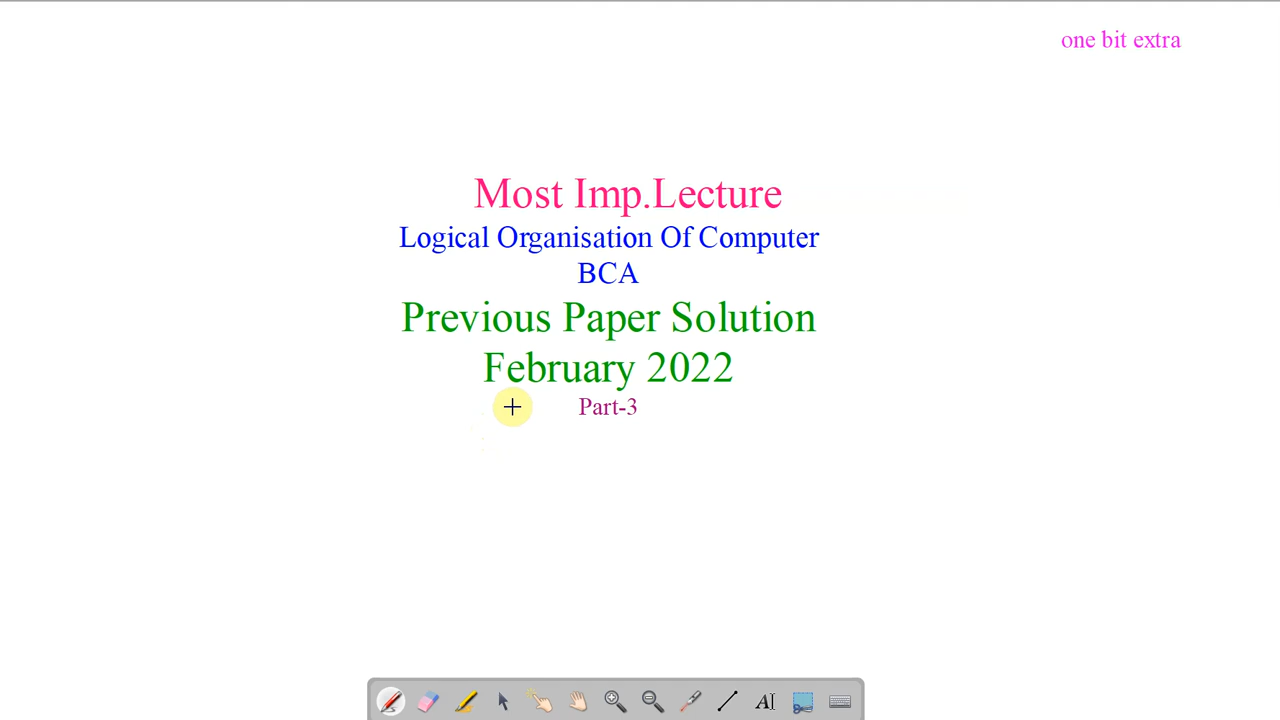 one bit extra
Most Imp.Lecture
Logical Organisation Of Computer
BCA
Previous Paper Solution
February 2022
Part-3